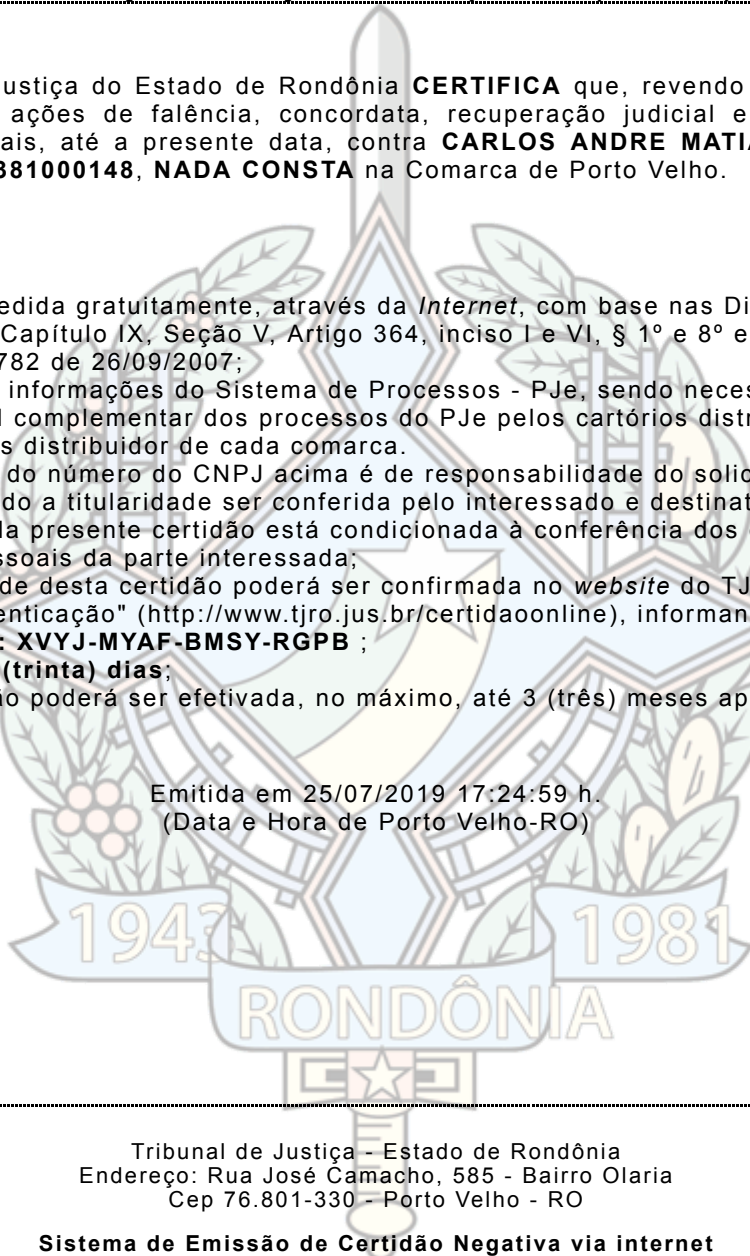 ustiça do Estado de Rondônia CERTIFICA que, revendo
ações de falência, concordata, recuperação judicial e
ais, até a presente data, contra CARLOS ANDRE MATIA
381000148, NADA CONSTA na Comarca de Porto Velho.
edida gratuitamente, através da Internet, com base nas Di
Capítulo IX, Seção V, Artigo 364, inciso I e VI, § 1º e 8º e
782 de 26/09/2007;
informações do Sistema de Processos - PJe, sendo neces
l complementar dos processos do PJe pelos cartórios distr
s distribuidor de cada comarca.
do número do CNPJ acima é de responsabilidade do solic
do a titularidade ser conferida pelo interessado e destinat
da presente certidão está condicionada à conferência dos
ssoais da parte interessada;
de desta certidão poderá ser confirmada no website do TJ
enticação" (http://www.tjro.jus.br/certidaoonline), informan
: XVYJ-MYAF-BMSY-RGPB ;
(trinta) dias;
ão poderá ser efetivada, no máximo, até 3 (três) meses ap
Emitida em 25/07/2019 17:24:59 h.
(Data e Hora de Porto Velho-RO)
1943 1981
RONDÔNIA
Tribunal de Justiça - Estado de Rondônia
Endereço: Rua José Camacho, 585 - Bairro Olaria
Cep 76.801-330 - Porto Velho - RO
Sistema de Emissão de Certidão Negativa via internet